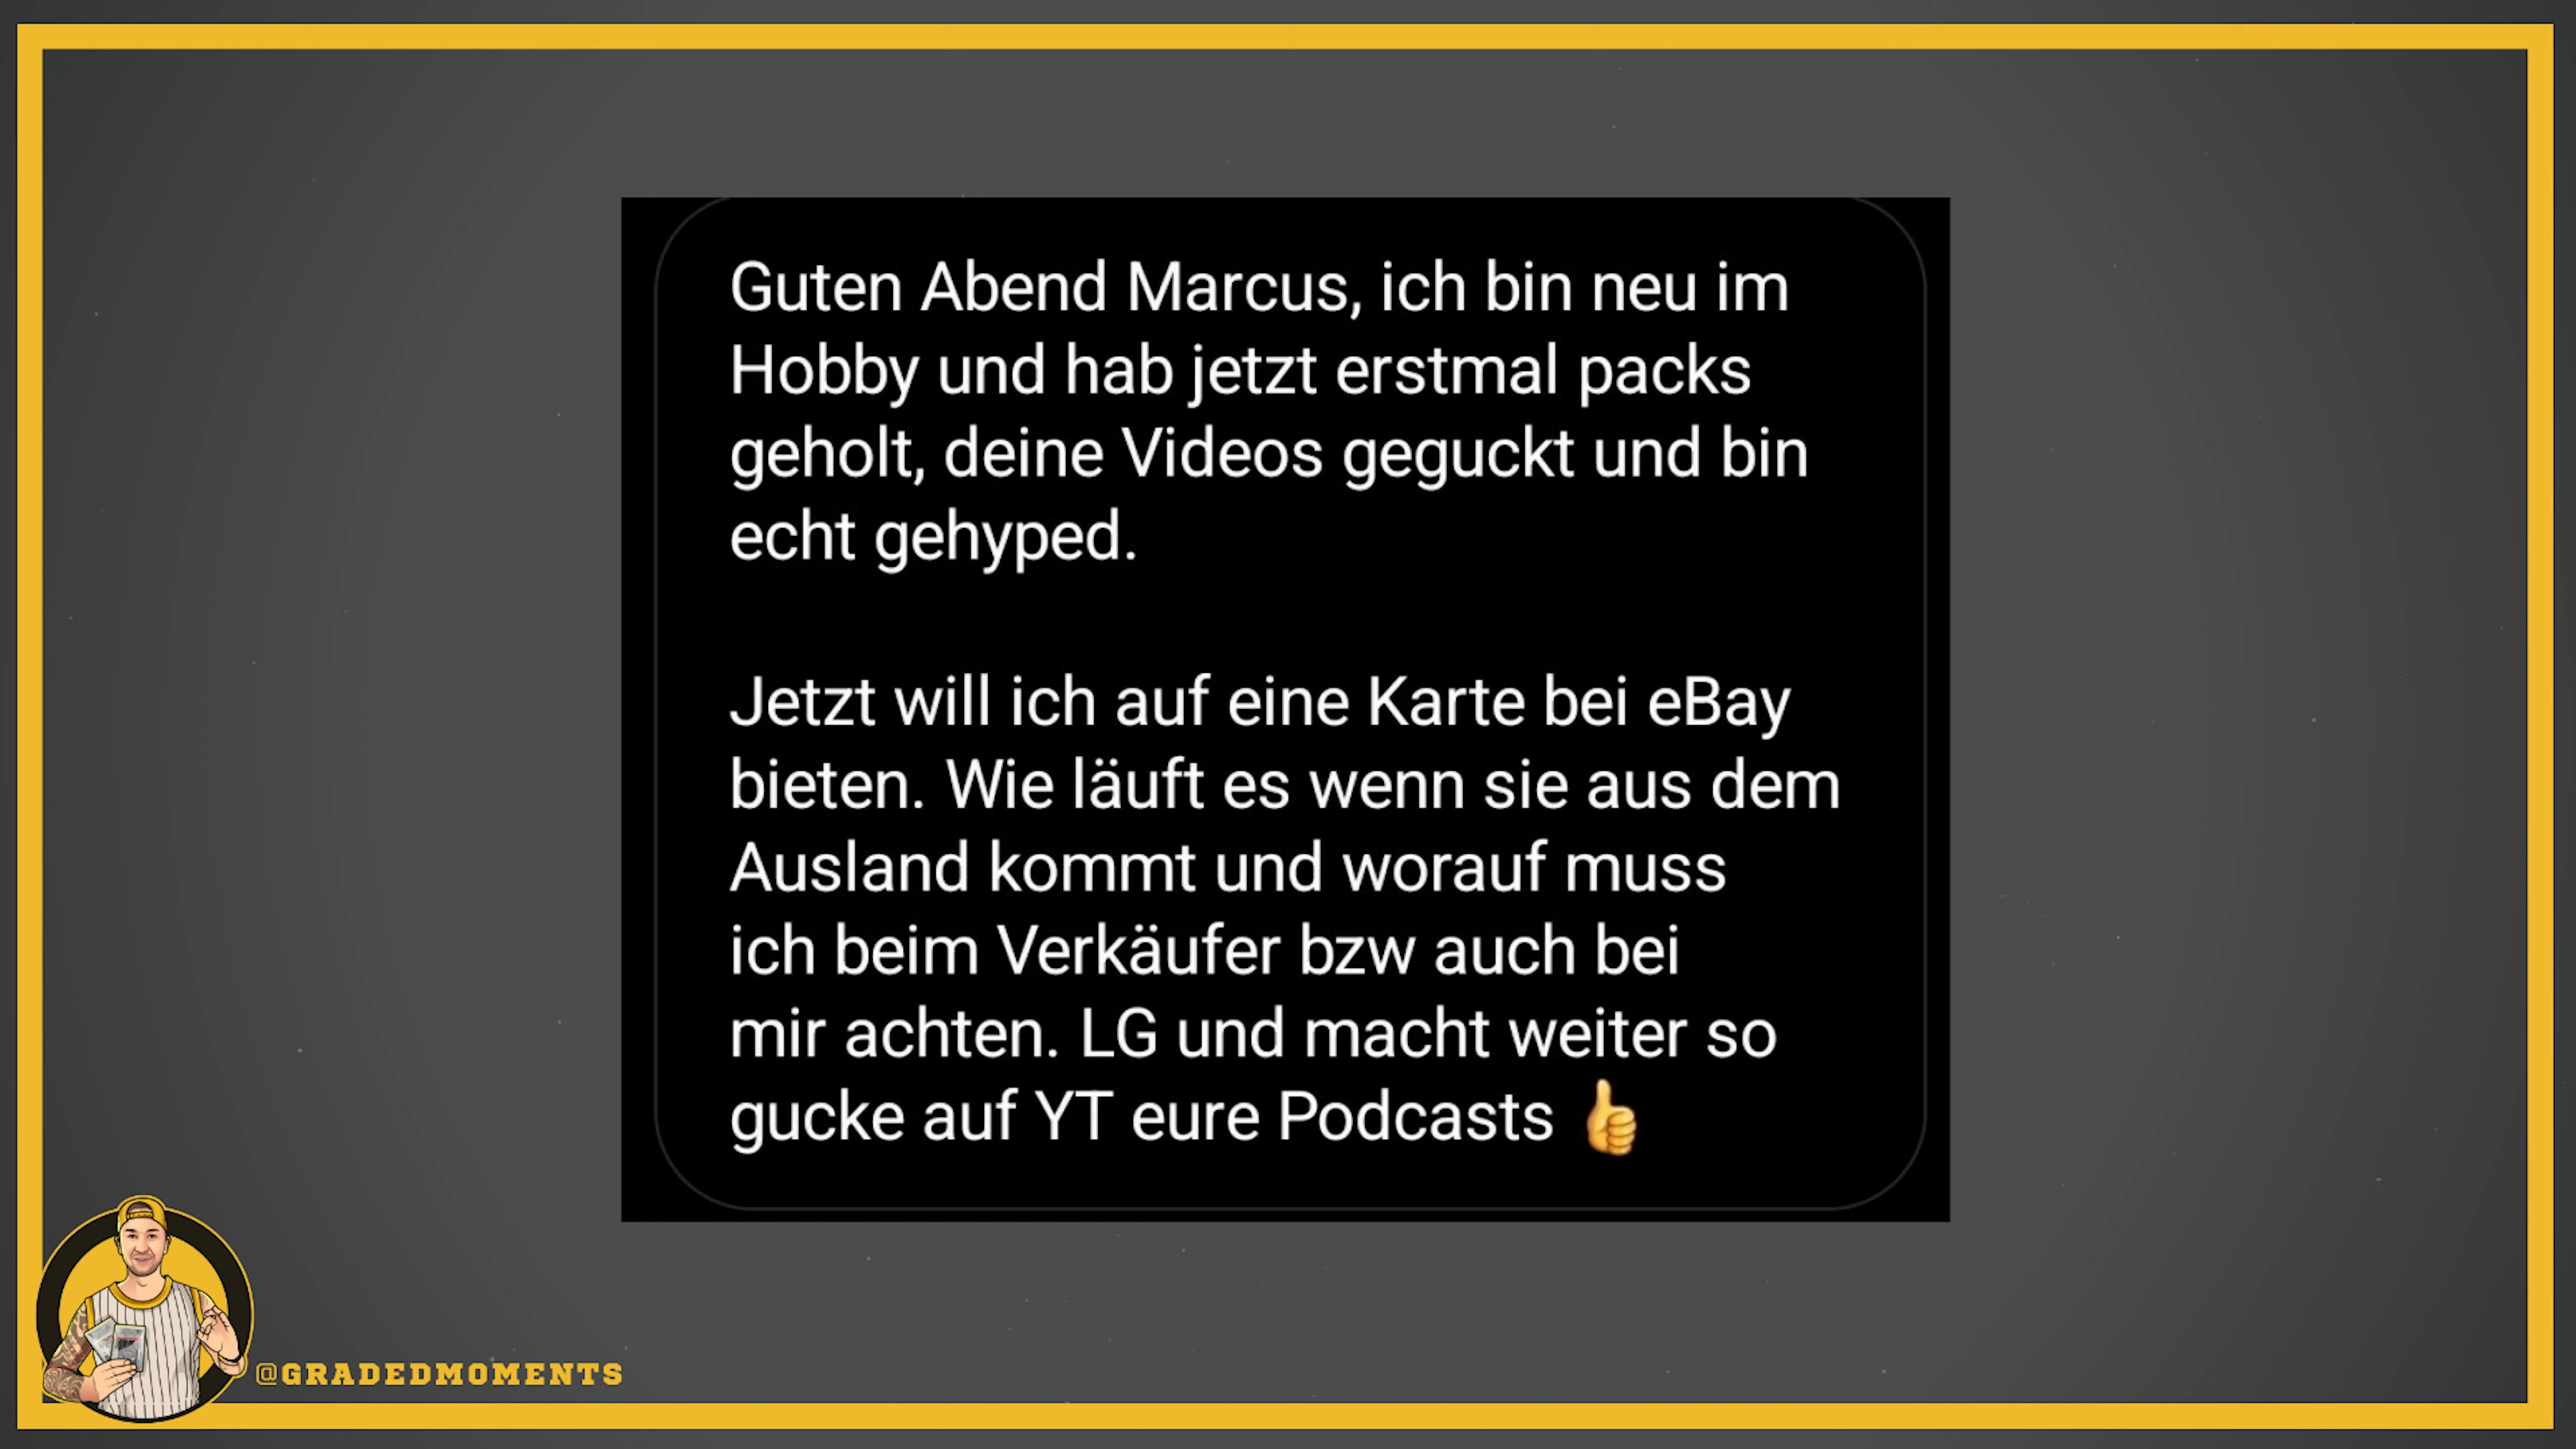 Guten Abend Marcus, ich bin neu im
Hobby und hab jetzt erstmal packs
geholt, deine Videos geguckt und bin
echt gehyped.
Jetzt will ich auf eine Karte bei eBay
bieten. Wie läuft es wenn sie aus dem
Ausland kommt und worauf muss
ich beim Verkäufer bzw auch bei
mir achten. LG und macht weiter so
gucke auf YT eure Podcasts 👍
@GRADEDMOMENTS